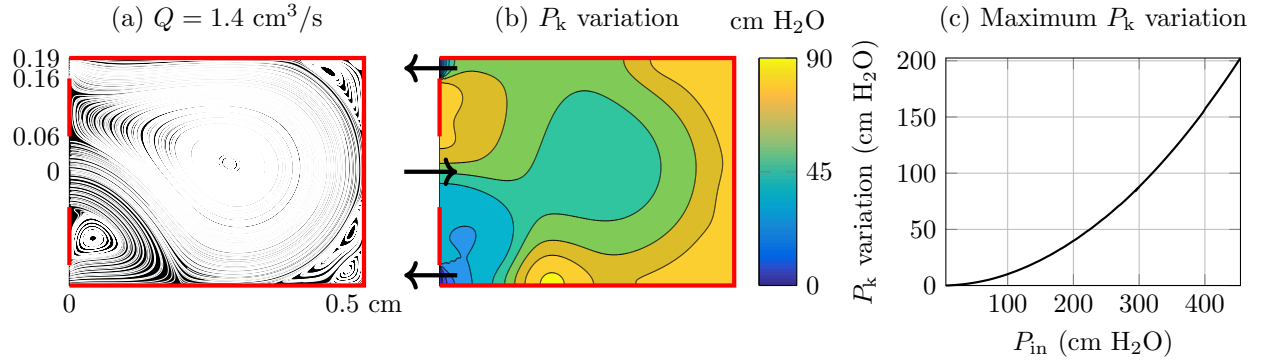 (a) Q = 1.4 cm³/s
0.19
0.16
0.06
0
0
0.5 cm
(b) Pₖ variation
cm H₂O
90
45
0
(c) Maximum Pₖ variation
Pₖ variation (cm H₂O)
200
150
100
50
0
100
200
300
400
P_in (cm H₂O)